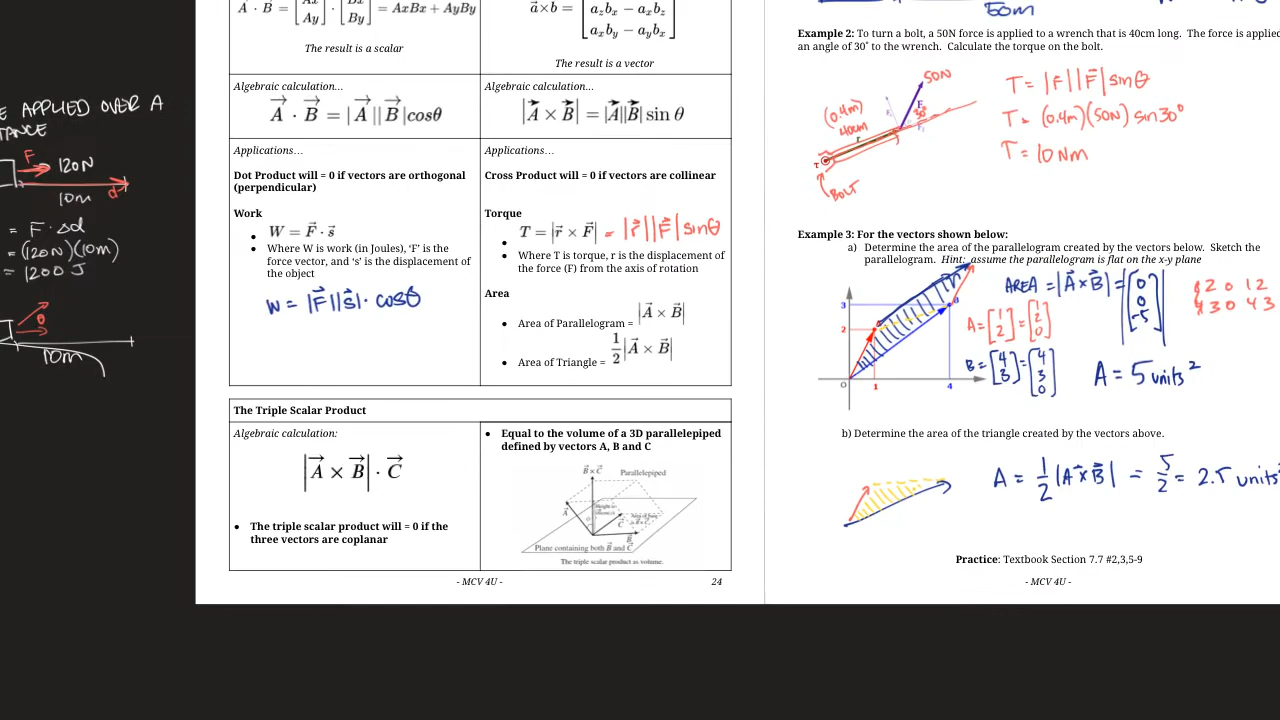 E APPLIED OVER A
TANCE
F
120N
10m
d
= F · Δd
= (120N)(10m)
= 1200 J
θ
10m
A · B = [Ax Ay] · [Bx By] = AxBx + AyBy
The result is a scalar
a⃗×b =
a_zb_x − a_xb_z
a_xb_y − a_yb_x
The result is a vector
Algebraic calculation…
A⃗ · B⃗ = |A⃗||B⃗|cosθ
Algebraic calculation…
|A⃗ × B⃗| = |A⃗||B⃗| sin θ
Applications…
Dot Product will = 0 if vectors are orthogonal
(perpendicular)
Work
• W = F⃗ · s⃗
• Where W is work (in Joules), ‘F’ is the
force vector, and ‘s’ is the displacement of
the object
W = |F⃗||s⃗| · cosθ
Applications…
Cross Product will = 0 if vectors are collinear
Torque
• T = |r⃗ × F⃗| = |r⃗||F⃗| sinθ
• Where T is torque, r is the displacement of
the force (F) from the axis of rotation
Area
• Area of Parallelogram = |A⃗ × B⃗|
• Area of Triangle = 1/2 |A⃗ × B⃗|
The Triple Scalar Product
Algebraic calculation:
|A⃗ × B⃗| · C⃗
• The triple scalar product will = 0 if the
three vectors are coplanar
• Equal to the volume of a 3D parallelepiped
defined by vectors A, B and C
B⃗ × C⃗
Parallelepiped
A⃗
C⃗
B⃗
Plane containing both B⃗ and C⃗
The triple scalar product as volume.
- MCV 4U -
24
50m
Example 2: To turn a bolt, a 50N force is applied to a wrench that is 40cm long. The force is applied
an angle of 30˚ to the wrench. Calculate the torque on the bolt.
50N
F
30°
(0.4m)
40cm
r
τ
BOLT
T = |r||F⃗| sinθ
T = (0.4m)(50N) sin30°
T = 10Nm
Example 3: For the vectors shown below:
a) Determine the area of the parallelogram created by the vectors below. Sketch the
parallelogram. Hint: assume the parallelogram is flat on the x-y plane
3
2
B
O
1
4
AREA = |A⃗×B⃗| = |[0 0 -5]|
A = [1 2] = [1 2 0]
B = [4 3] = [4 3 0]
2 0 1 2
3 0 4 3
A = 5 units²
b) Determine the area of the triangle created by the vectors above.
A = 1/2 |A⃗×B⃗| = 5/2 = 2.5 units²
Practice: Textbook Section 7.7 #2,3,5-9
- MCV 4U -